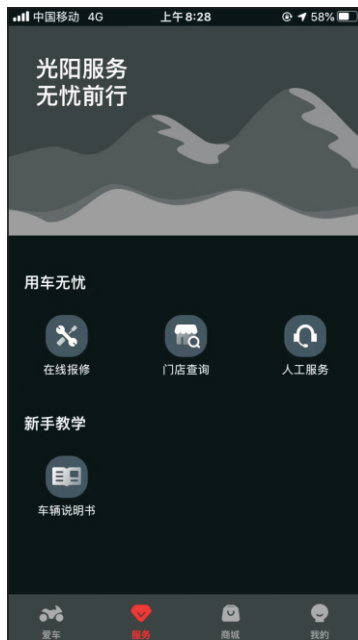 中国移动 4G 上午8:28 58%
光阳服务
无忧前行
用车无忧
在线报修 门店查询 人工服务
新手教学
车辆说明书
爱车 服务 商城 我的